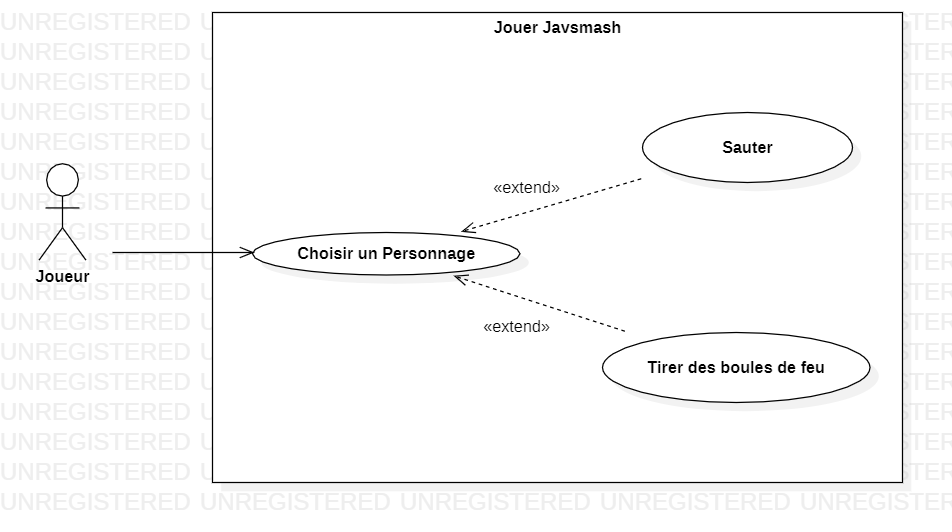 Jouer Javsmash
Sauter
«extend»
Choisir un Personnage
Joueur
«extend»
Tirer des boules de feu
UNREGISTERED UNREGISTERED UNREGISTERED UNREGISTERED UNREGISTERED